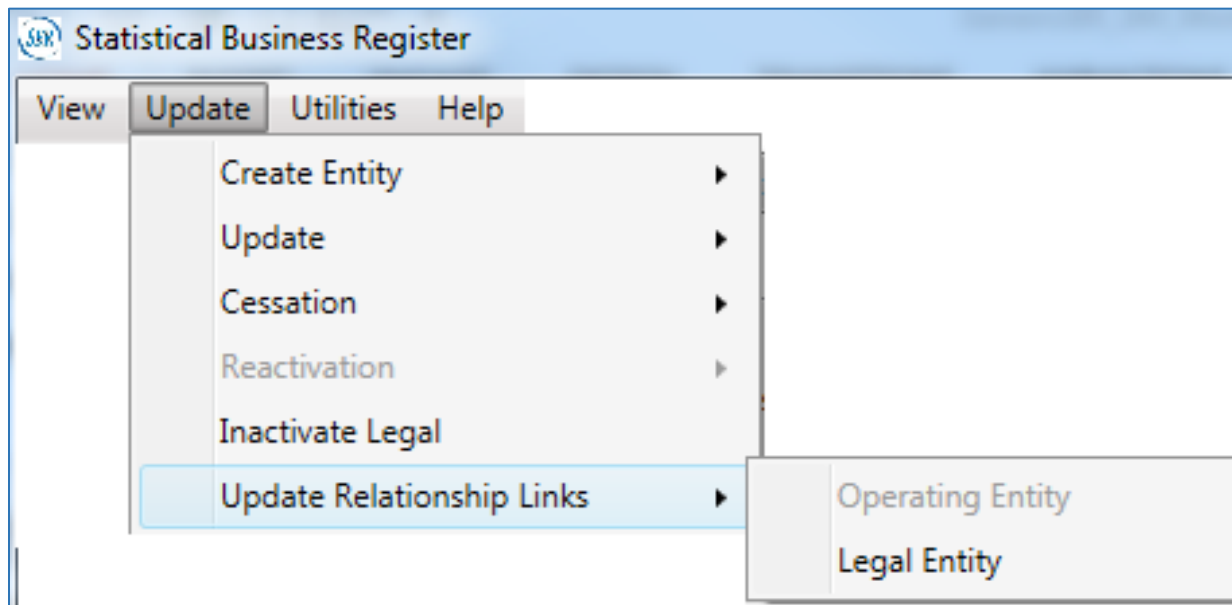 SBR Statistical Business Register
View Update Utilities Help
Create Entity
Update
Cessation
Reactivation
Inactivate Legal
Update Relationship Links
Operating Entity
Legal Entity